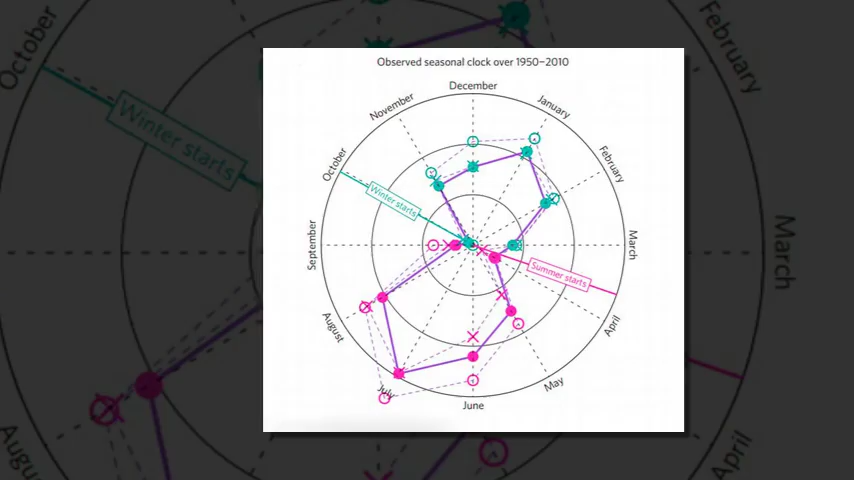 Observed seasonal clock over 1950–2010
December
November
January
October
February
Winter starts
September
March
Summer starts
August
April
July
May
June
October
February
Winter starts
March
August
April